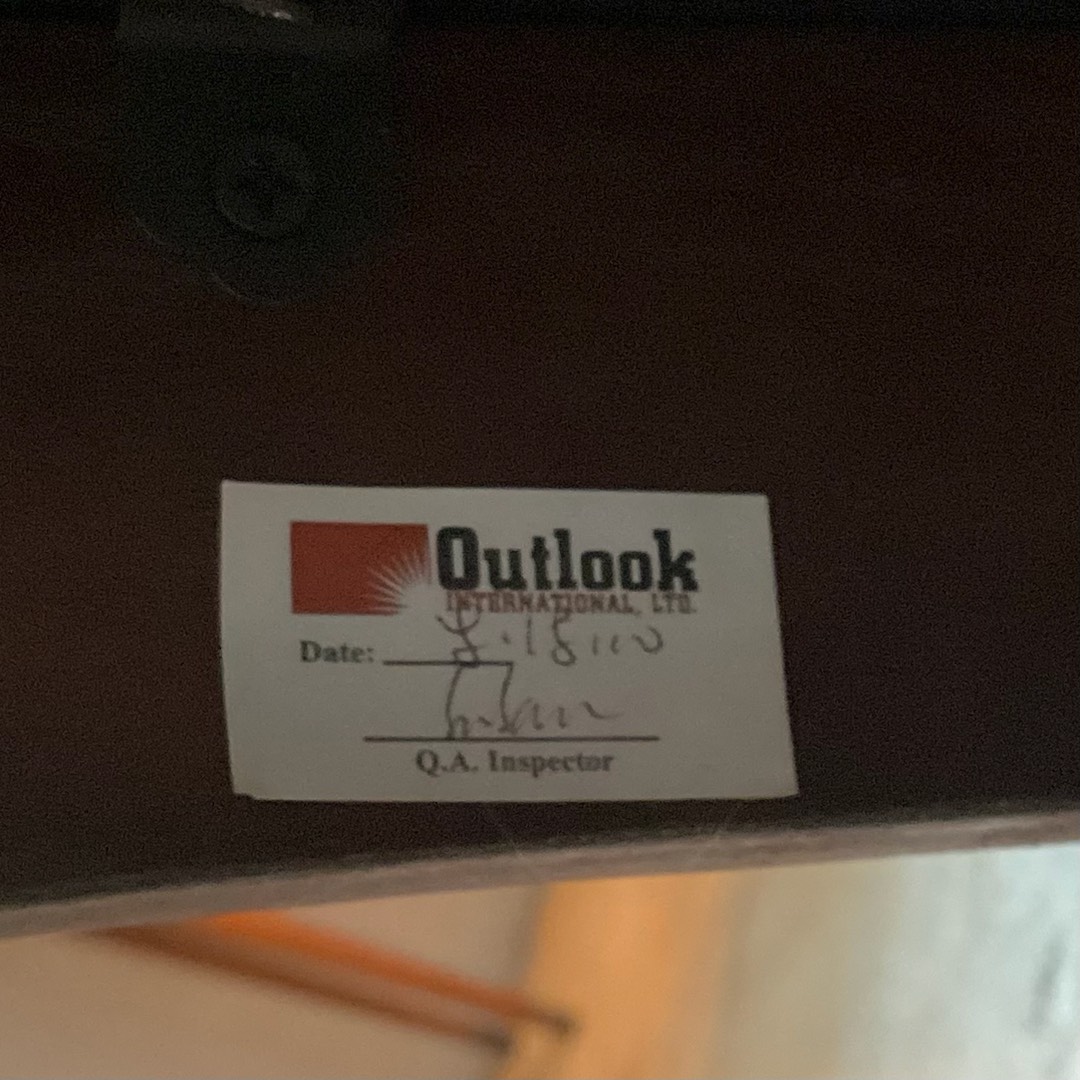 Outlook
INTERNATIONAL, LTD.
Date:
Q.A. Inspector